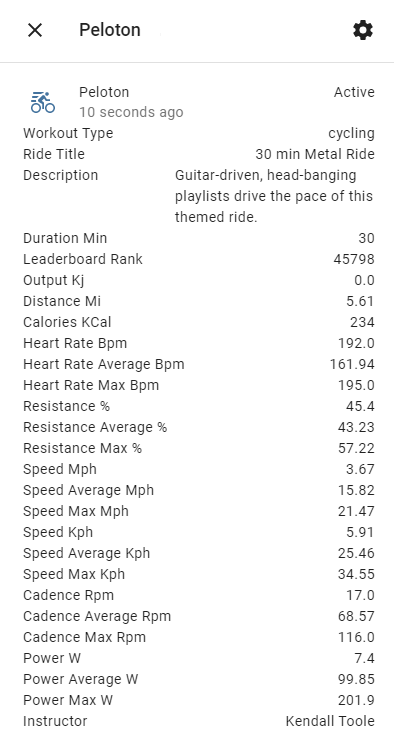 Peloton
Peloton Active
10 seconds ago
Workout Type cycling
Ride Title 30 min Metal Ride
Description Guitar-driven, head-banging
playlists drive the pace of this
themed ride.
Duration Min 30
Leaderboard Rank 45798
Output Kj 0.0
Distance Mi 5.61
Calories KCal 234
Heart Rate Bpm 192.0
Heart Rate Average Bpm 161.94
Heart Rate Max Bpm 195.0
Resistance % 45.4
Resistance Average % 43.23
Resistance Max % 57.22
Speed Mph 3.67
Speed Average Mph 15.82
Speed Max Mph 21.47
Speed Kph 5.91
Speed Average Kph 25.46
Speed Max Kph 34.55
Cadence Rpm 17.0
Cadence Average Rpm 68.57
Cadence Max Rpm 116.0
Power W 7.4
Power Average W 99.85
Power Max W 201.9
Instructor Kendall Toole